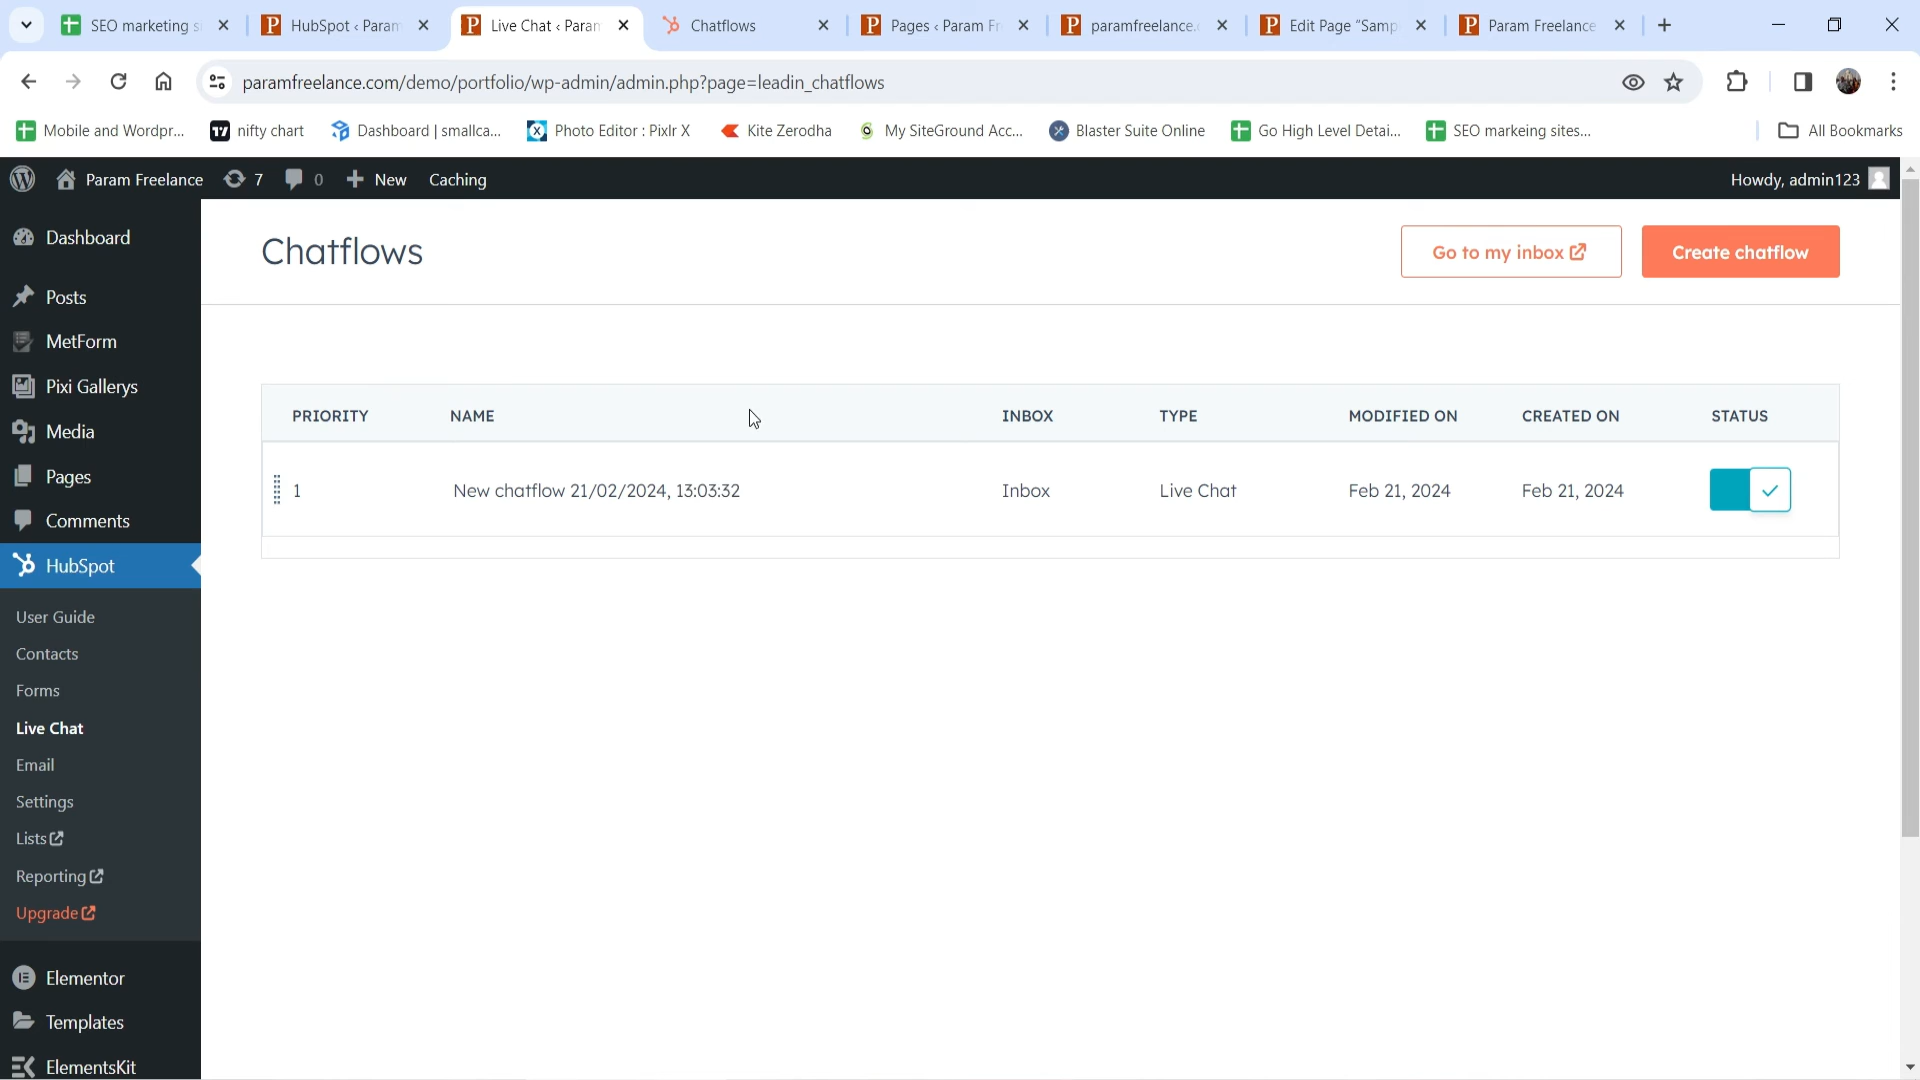 SEO marketing s
HubSpot ‹ Param
Live Chat ‹ Param
Chatflows
Pages ‹ Param Fr
paramfreelance.
Edit Page "Samp
Param Freelance
paramfreelance.com/demo/portfolio/wp-admin/admin.php?page=leadin_chatflows
Mobile and Wordpr...
nifty chart
Dashboard | smallca...
Photo Editor : Pixlr X
Kite Zerodha
My SiteGround Acc...
Blaster Suite Online
Go High Level Detai...
SEO markeing sites...
All Bookmarks
Param Freelance
7
0
New
Caching
Howdy, admin123
Dashboard
Posts
MetForm
Pixi Gallerys
Media
Pages
Comments
HubSpot
User Guide
Contacts
Forms
Live Chat
Email
Settings
Lists
Reporting
Upgrade
Elementor
Templates
ElementsKit
Chatflows
Go to my inbox
Create chatflow
PRIORITY NAME INBOX TYPE MODIFIED ON CREATED ON STATUS
1 New chatflow 21/02/2024, 13:03:32 Inbox Live Chat Feb 21, 2024 Feb 21, 2024